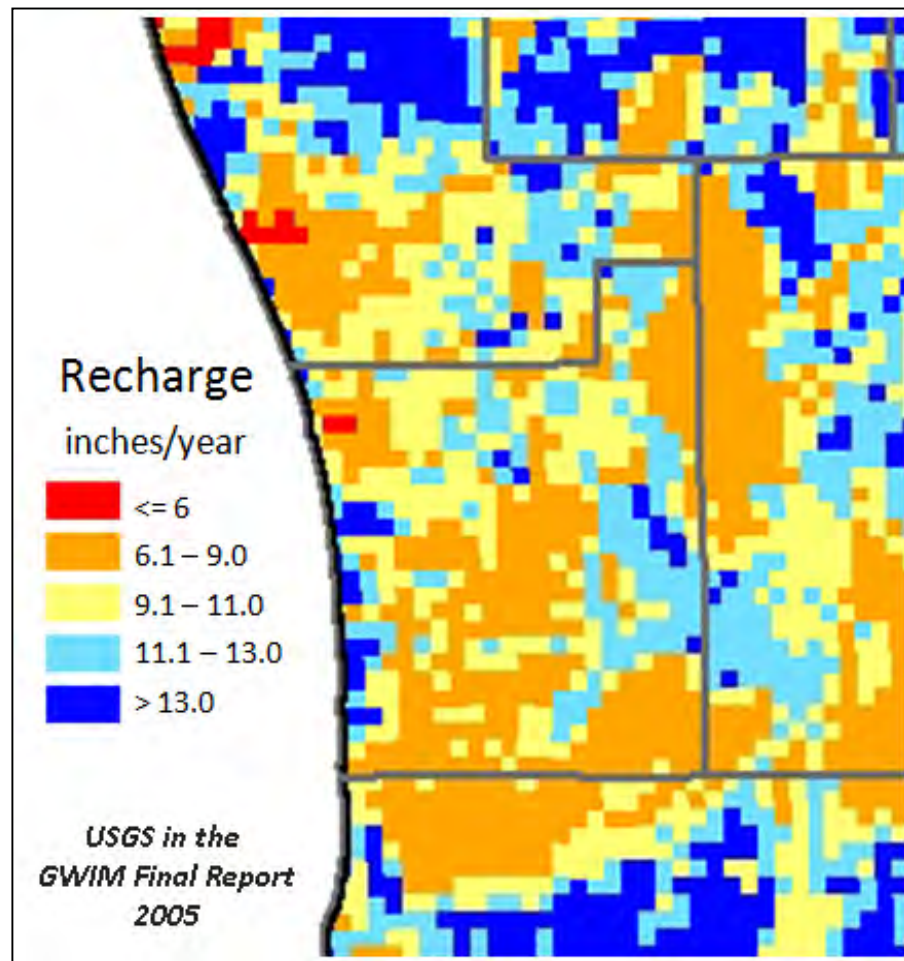 Recharge
inches/year
<= 6
6.1 – 9.0
9.1 – 11.0
11.1 – 13.0
> 13.0
USGS in the
GWIM Final Report
2005